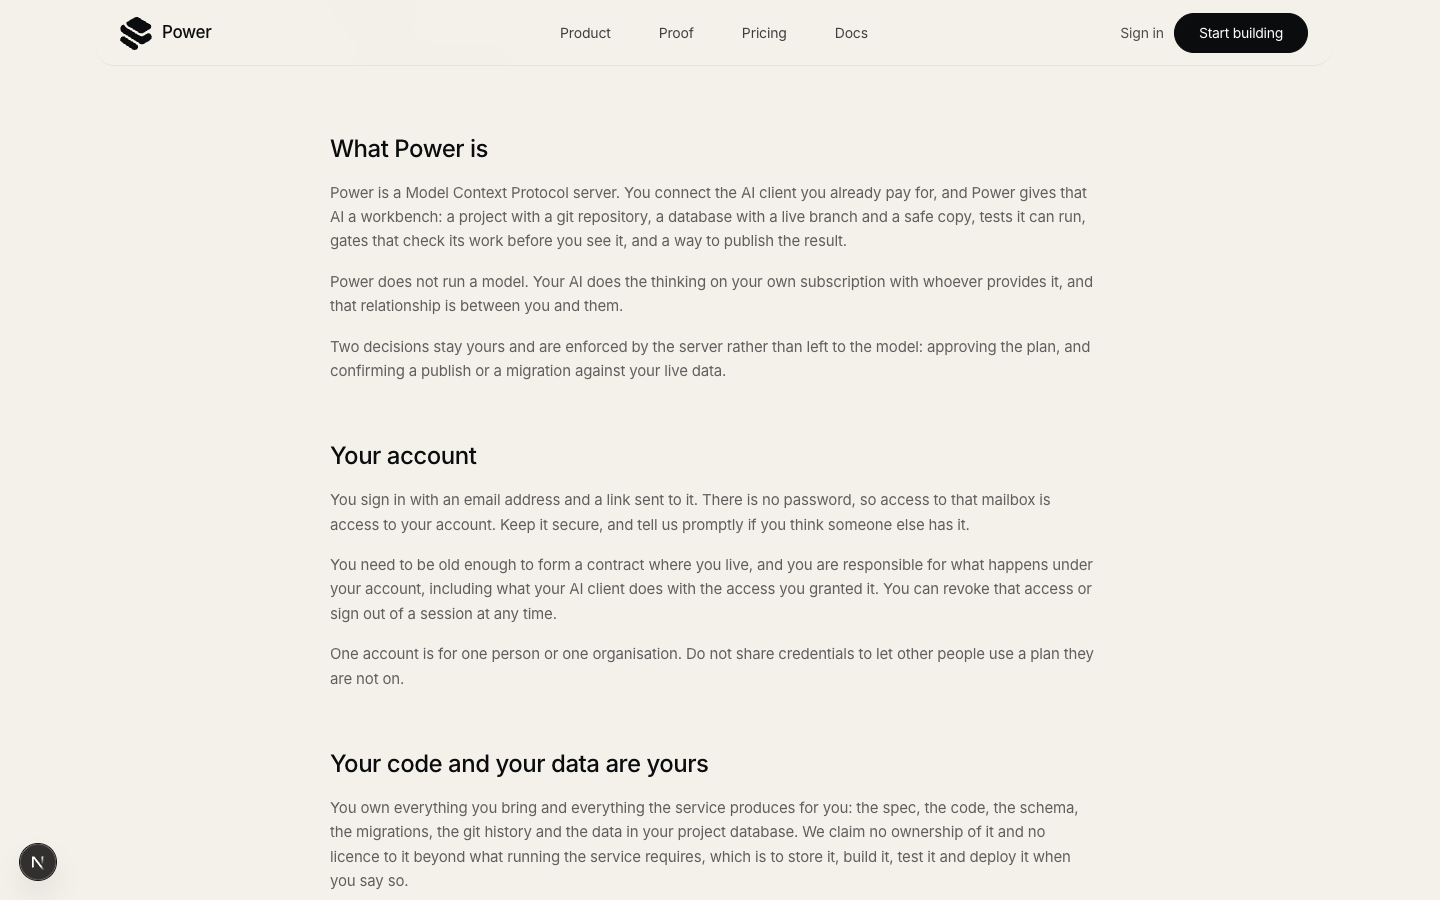 Power
Product
Proof
Pricing
Docs
Sign in
Start building
What Power is
Power is a Model Context Protocol server. You connect the AI client you already pay for, and Power gives that
AI a workbench: a project with a git repository, a database with a live branch and a safe copy, tests it can run,
gates that check its work before you see it, and a way to publish the result.
Power does not run a model. Your AI does the thinking on your own subscription with whoever provides it, and
that relationship is between you and them.
Two decisions stay yours and are enforced by the server rather than left to the model: approving the plan, and
confirming a publish or a migration against your live data.
Your account
You sign in with an email address and a link sent to it. There is no password, so access to that mailbox is
access to your account. Keep it secure, and tell us promptly if you think someone else has it.
You need to be old enough to form a contract where you live, and you are responsible for what happens under
your account, including what your AI client does with the access you granted it. You can revoke that access or
sign out of a session at any time.
One account is for one person or one organisation. Do not share credentials to let other people use a plan they
are not on.
Your code and your data are yours
You own everything you bring and everything the service produces for you: the spec, the code, the schema,
the migrations, the git history and the data in your project database. We claim no ownership of it and no
licence to it beyond what running the service requires, which is to store it, build it, test it and deploy it when
you say so.
N